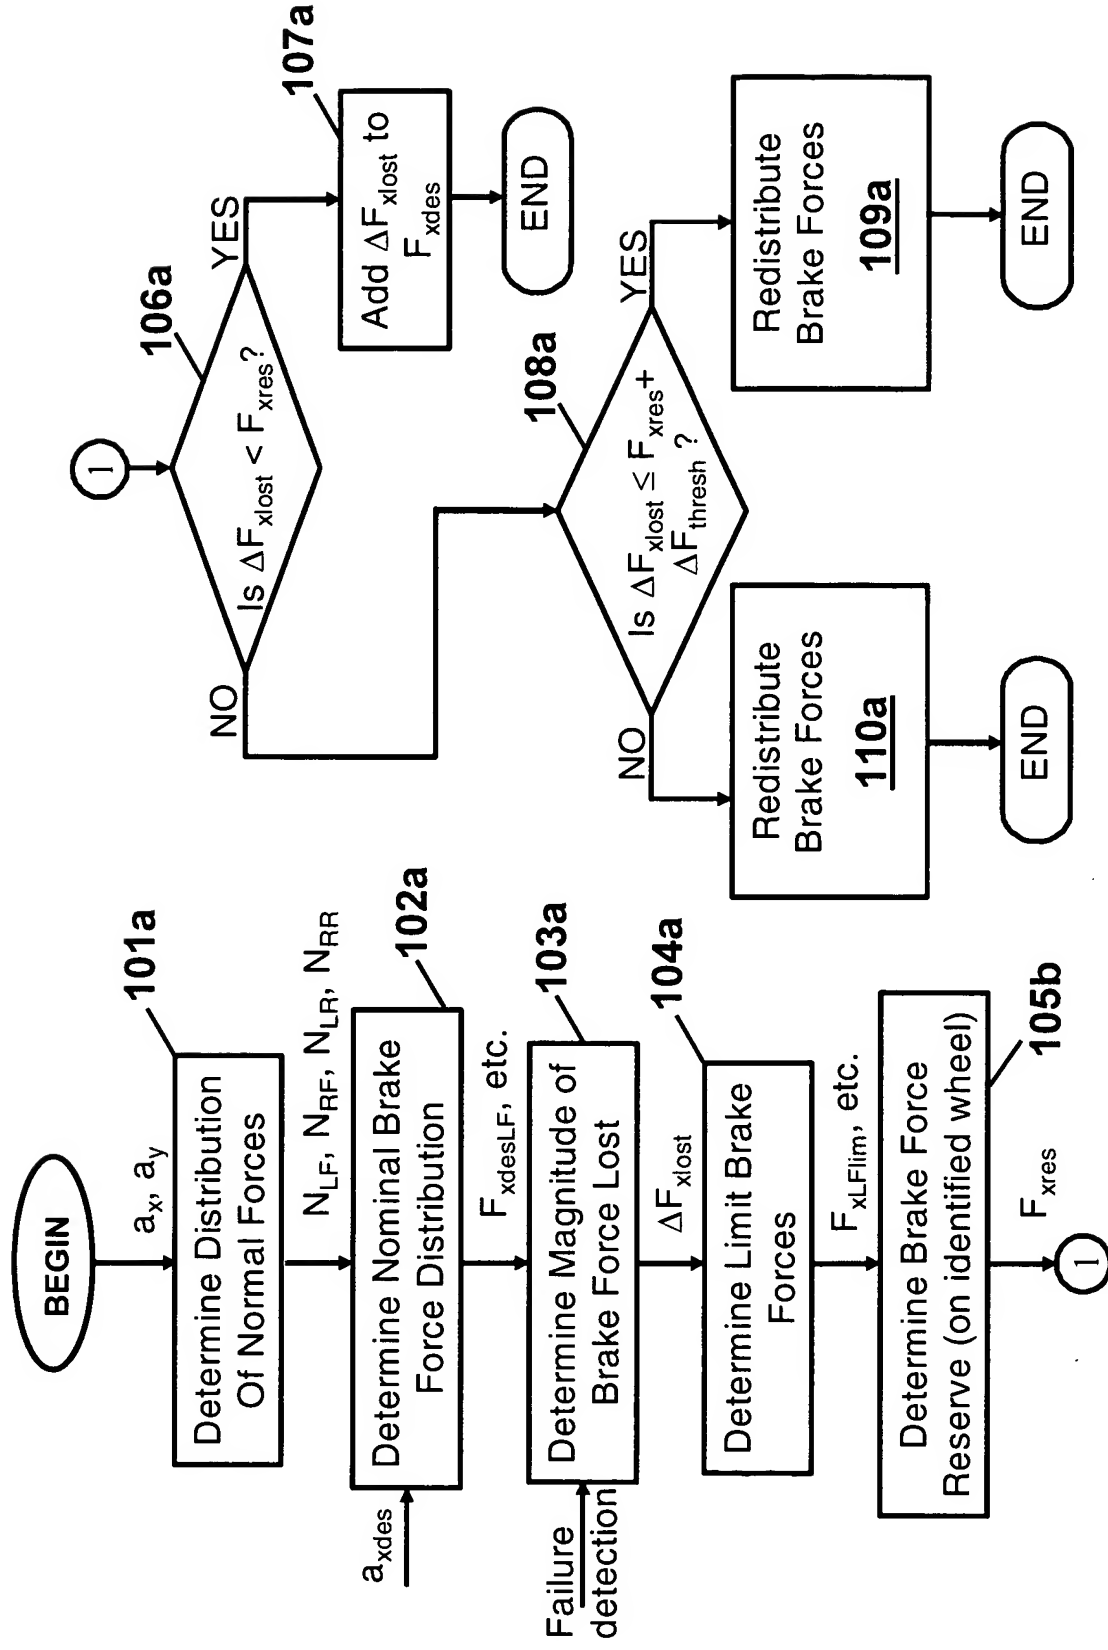 BEGIN
aₓ, a_y
101a
Determine Distribution
Of Normal Forces
N_LF, N_RF, N_LR, N_RR
102a
a_xdes
Determine Nominal Brake
Force Distribution
F_xdesLF, etc.
103a
Failure
detection
Determine Magnitude of
Brake Force Lost
ΔF_xlost
104a
Determine Limit Brake
Forces
F_xLFlim, etc.
Determine Brake Force
Reserve (on identified wheel)
105b
F_xres
1
1
106a
Is ΔF_xlost < F_xres?
NO
YES
107a
Add ΔF_xlost to
F_xdes
END
108a
Is ΔF_xlost ≤ F_xres+
ΔF_thresh?
NO
YES
Redistribute
Brake Forces
110a
END
Redistribute
Brake Forces
109a
END